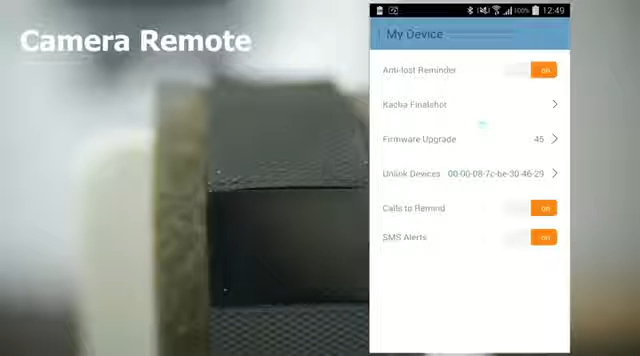 Camera Remote
100% 12:49
My Device
Anti-lost Reminder on
Kacha Finalshot
Firmware Upgrade 45
Unlink Devices 00-00-08-7c-be-30-46-29
Calls to Remind on
SMS Alerts on